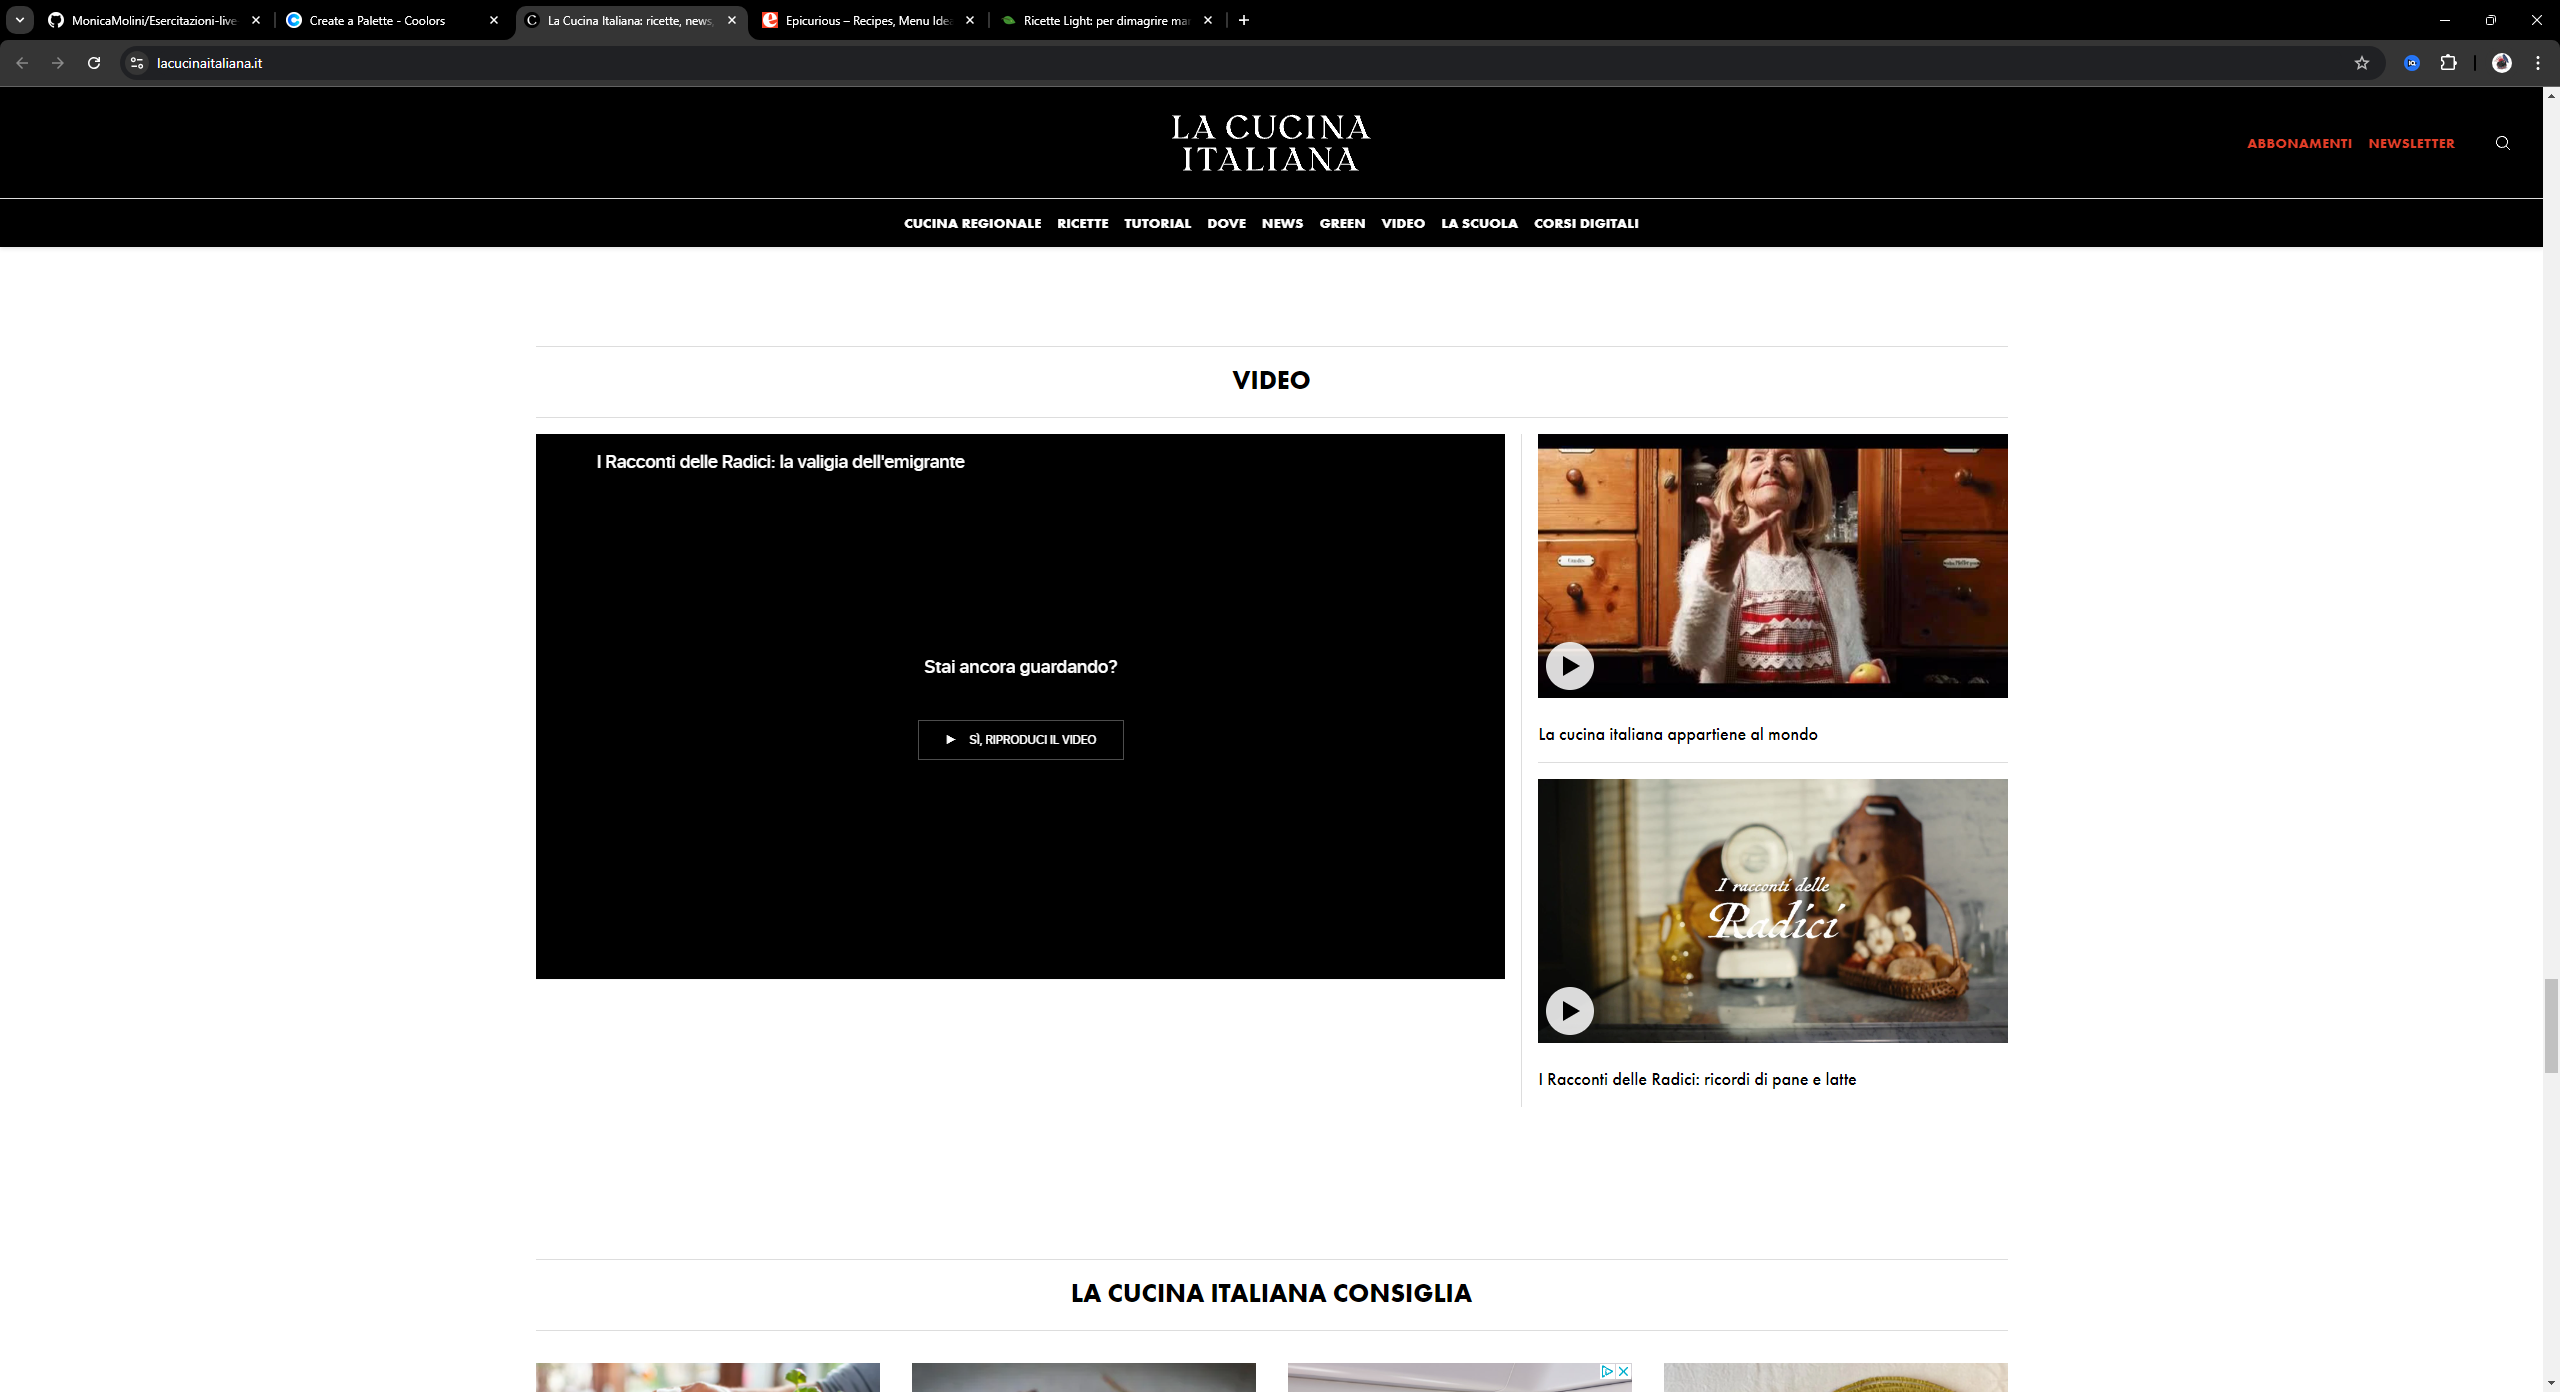 MonicaMolini/Esercitazioni-live
Create a Palette - Coolors
La Cucina Italiana: ricette, news,
Epicurious – Recipes, Menu Idea
Ricette Light: per dimagrire ma
lacucinaitaliana.it
LA CUCINA
ITALIANA
ABBONAMENTI NEWSLETTER
CUCINA REGIONALE RICETTE TUTORIAL DOVE NEWS GREEN VIDEO LA SCUOLA CORSI DIGITALI
VIDEO
I Racconti delle Radici: la valigia dell'emigrante
Stai ancora guardando?
SÌ, RIPRODUCI IL VIDEO
La cucina italiana appartiene al mondo
I racconti delle
Radici
I Racconti delle Radici: ricordi di pane e latte
LA CUCINA ITALIANA CONSIGLIA